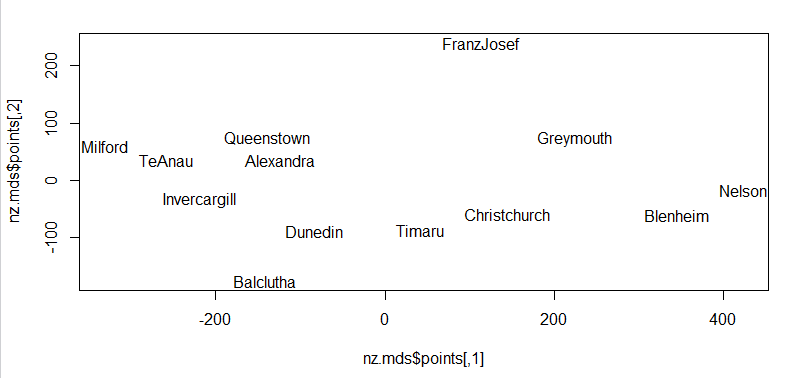 FranzJosef
200
nz.mds$points[,2]
100
Queenstown
Greymouth
Milford
TeAnau
Alexandra
0
Nelson
Invercargill
Christchurch
Blenheim
Dunedin
Timaru
-100
Balclutha
-200
0
200
400
nz.mds$points[,1]